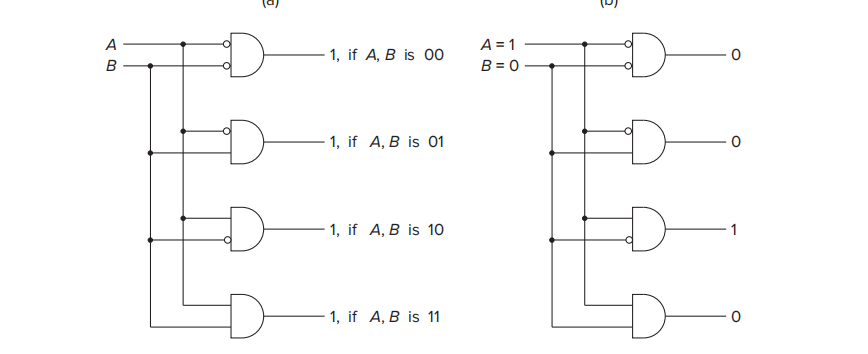 (a)
(b)
A
B
1, if A, B is 00
1, if A, B is 01
1, if A, B is 10
1, if A, B is 11
A = 1
B = 0
0
0
1
0